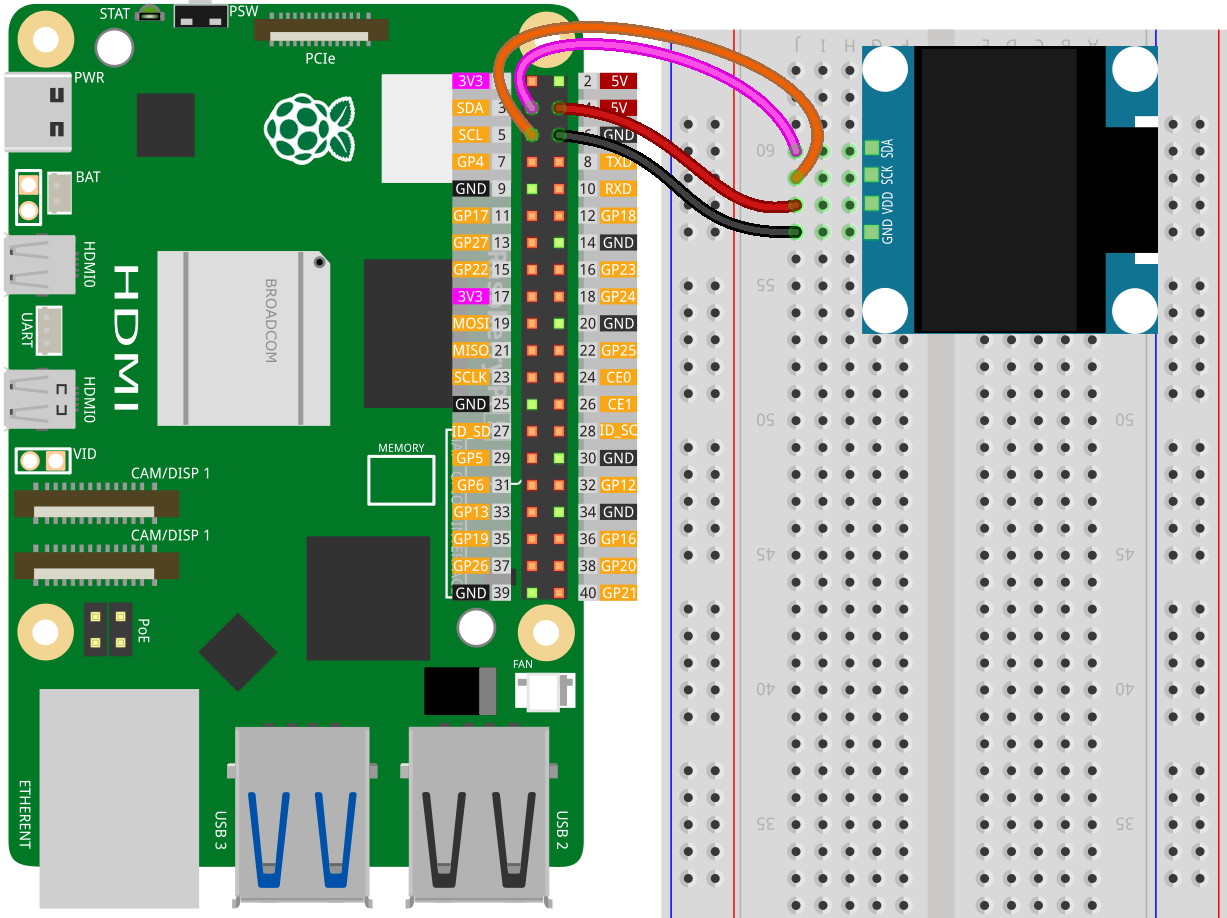 STAT
PSW
PCIe
PWR
BAT
HDMI0
UART
HDMI0
HDMI
BROADCOM
VID
MEMORY
CAM/DISP 1
CAM/DISP 1
PoE
FAN
ETHERENT
USB 3
USB 2
3V3 2 5V
SDA 3 5V
SCL 5 6 GND
GP4 7 8 TXD
GND 9 10 RXD
GP17 11 12 GP18
GP27 13 14 GND
GP22 15 16 GP23
3V3 17 18 GP24
MOSI 19 20 GND
MISO 21 22 GP25
SCLK 23 24 CE0
GND 25 26 CE1
ID_SD 27 28 ID_SC
GP5 29 30 GND
GP6 31 32 GP12
GP13 33 34 GND
GP19 35 36 GP16
GP26 37 38 GP20
GND 39 40 GP21
J I H G F E D C B A
60
55
50 50
45 45
40 40
35 35
SDA
SCK
VDD
GND